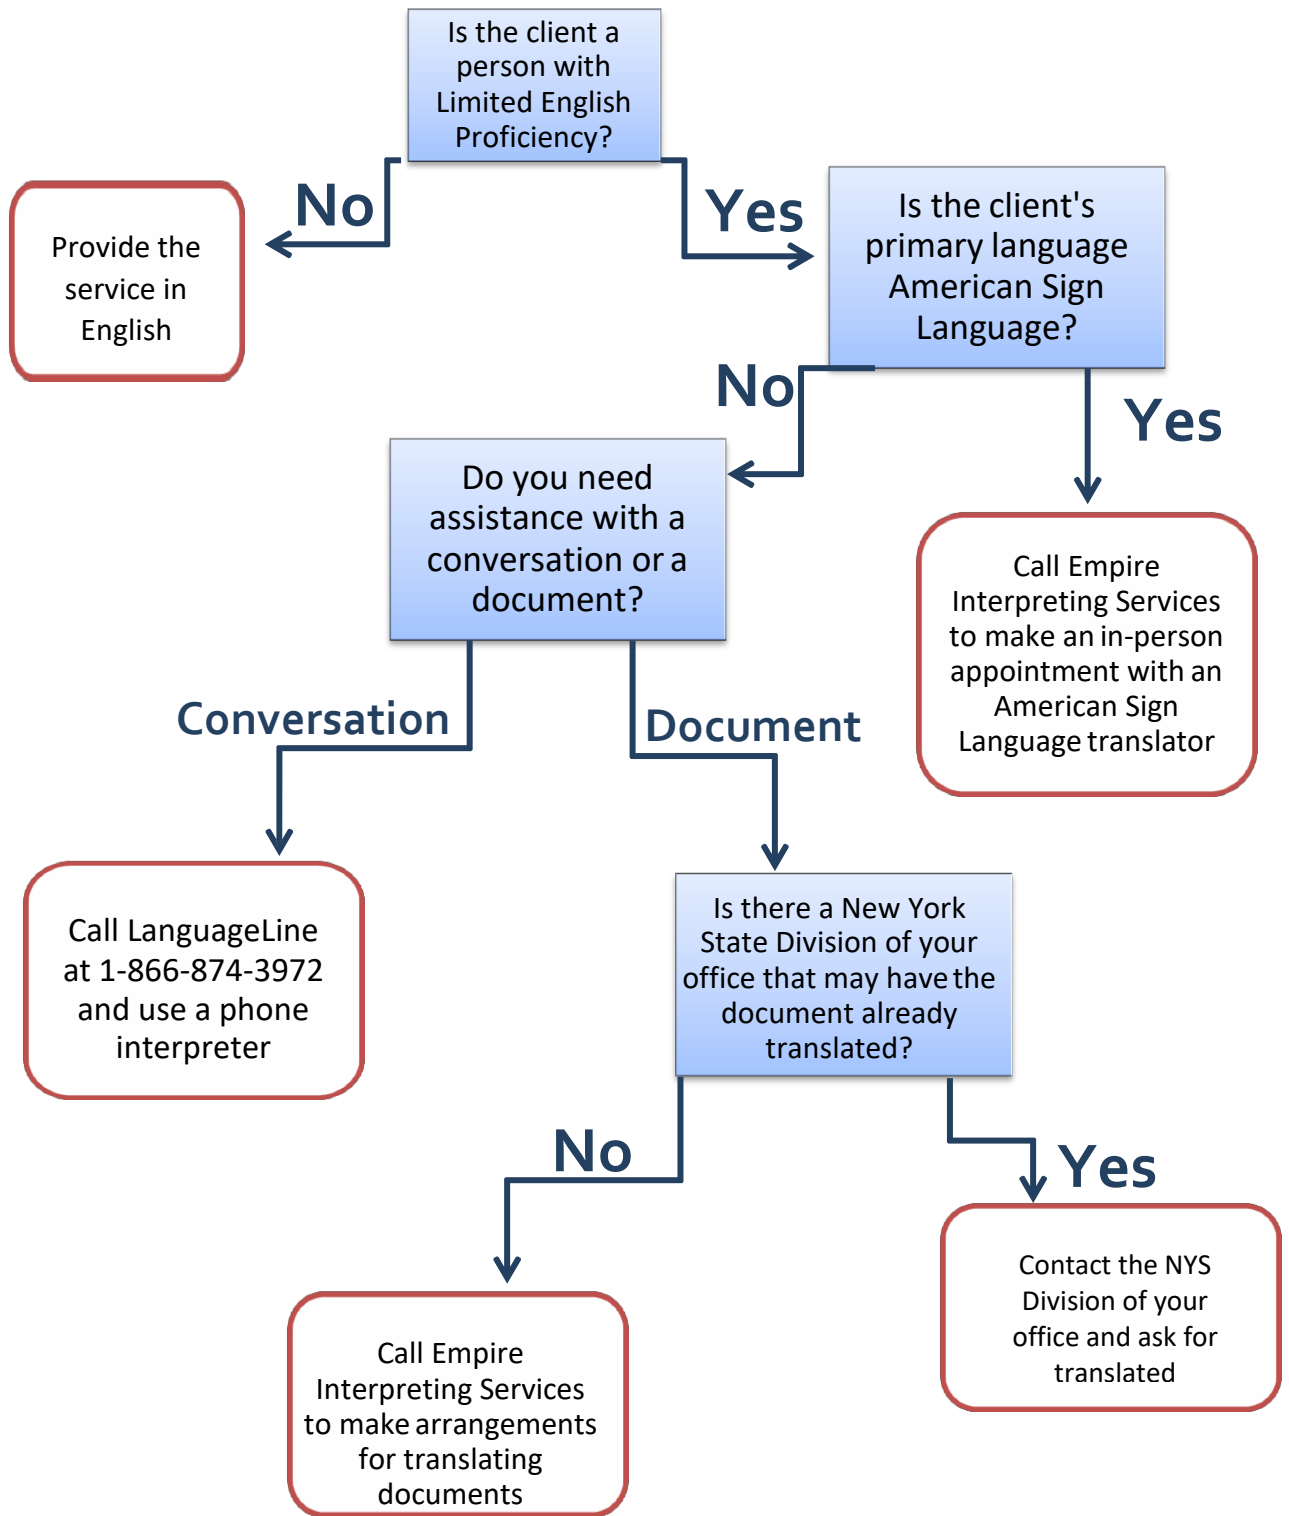 Is the client a
person with
Limited English
Proficiency?
No
Yes
Provide the
service in
English
Is the client's
primary language
American Sign
Language?
No
Yes
Do you need
assistance with a
conversation or a
document?
Call Empire
Interpreting Services
to make an in-person
appointment with an
American Sign
Language translator
Conversation
Document
Call LanguageLine
at 1-866-874-3972
and use a phone
interpreter
Is there a New York
State Division of your
office that may have the
document already
translated?
No
Yes
Contact the NYS
Division of your
office and ask for
translated
Call Empire
Interpreting Services
to make arrangements
for translating
documents